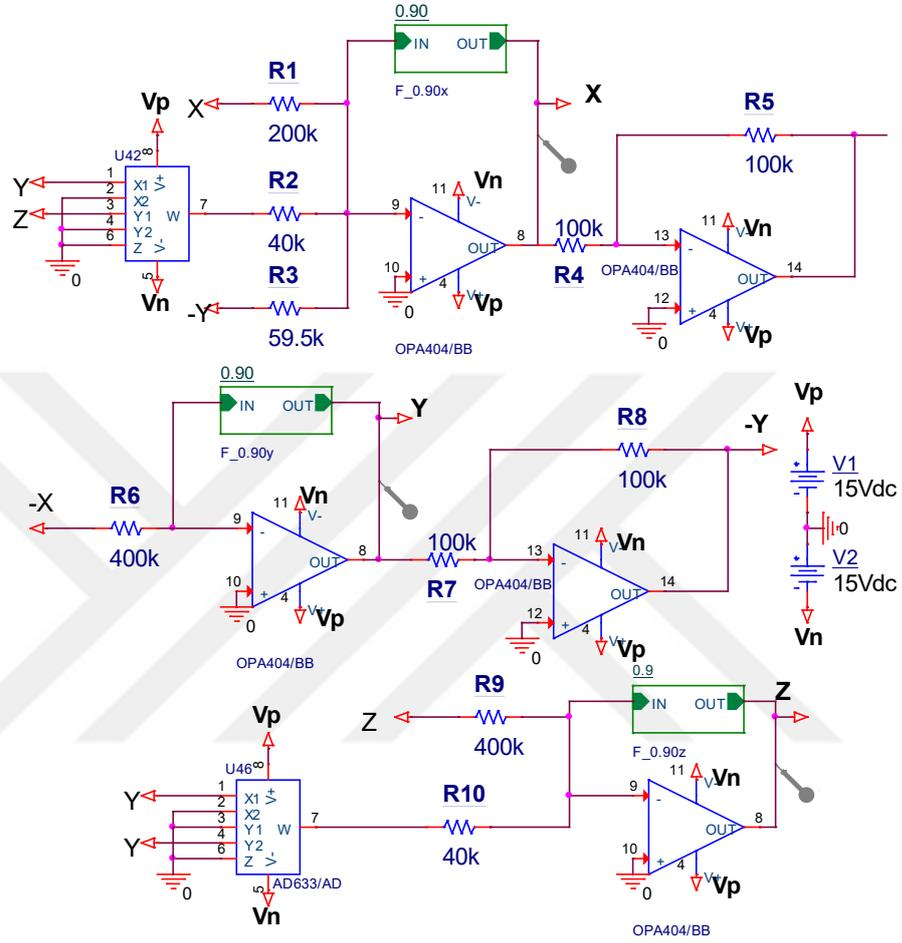 0.90
IN OUT
F_0.90x
R1
X
200k
X
R5
100k
Vp
U42
8
V+
1 X1
2 X2
3 Y1
4 Y2
6 Z
W 7
V-
5
Y
Z
0
Vn
R2
40k
R3
-Y
59.5k
11 Vn
V-
9 -
OUT 8
10 +
4 V+
Vp
0
OPA404/BB
100k
R4
OPA404/BB
11 Vn
V-
13 -
OUT 14
12 +
4 V+
Vp
0
0.90
IN OUT
F_0.90y
Y
-X
R6
400k
11 Vn
V-
9 -
OUT 8
10 +
4 V+
Vp
0
OPA404/BB
R8
100k
-Y
100k
R7
OPA404/BB
11 Vn
V-
13 -
OUT 14
12 +
4 V+
Vp
0
Vp
+
-
V1
15Vdc
0
+
-
V2
15Vdc
Vn
0.9
IN OUT
F_0.90z
Z
R9
Z
400k
Vp
U46
8
V+
1 X1
2 X2
3 Y1
4 Y2
6 Z
W 7
V-
5
AD633/AD
Y
Y
0
Vn
R10
40k
11 Vn
V-
9 -
OUT 8
10 +
4 V+
Vp
0
OPA404/BB